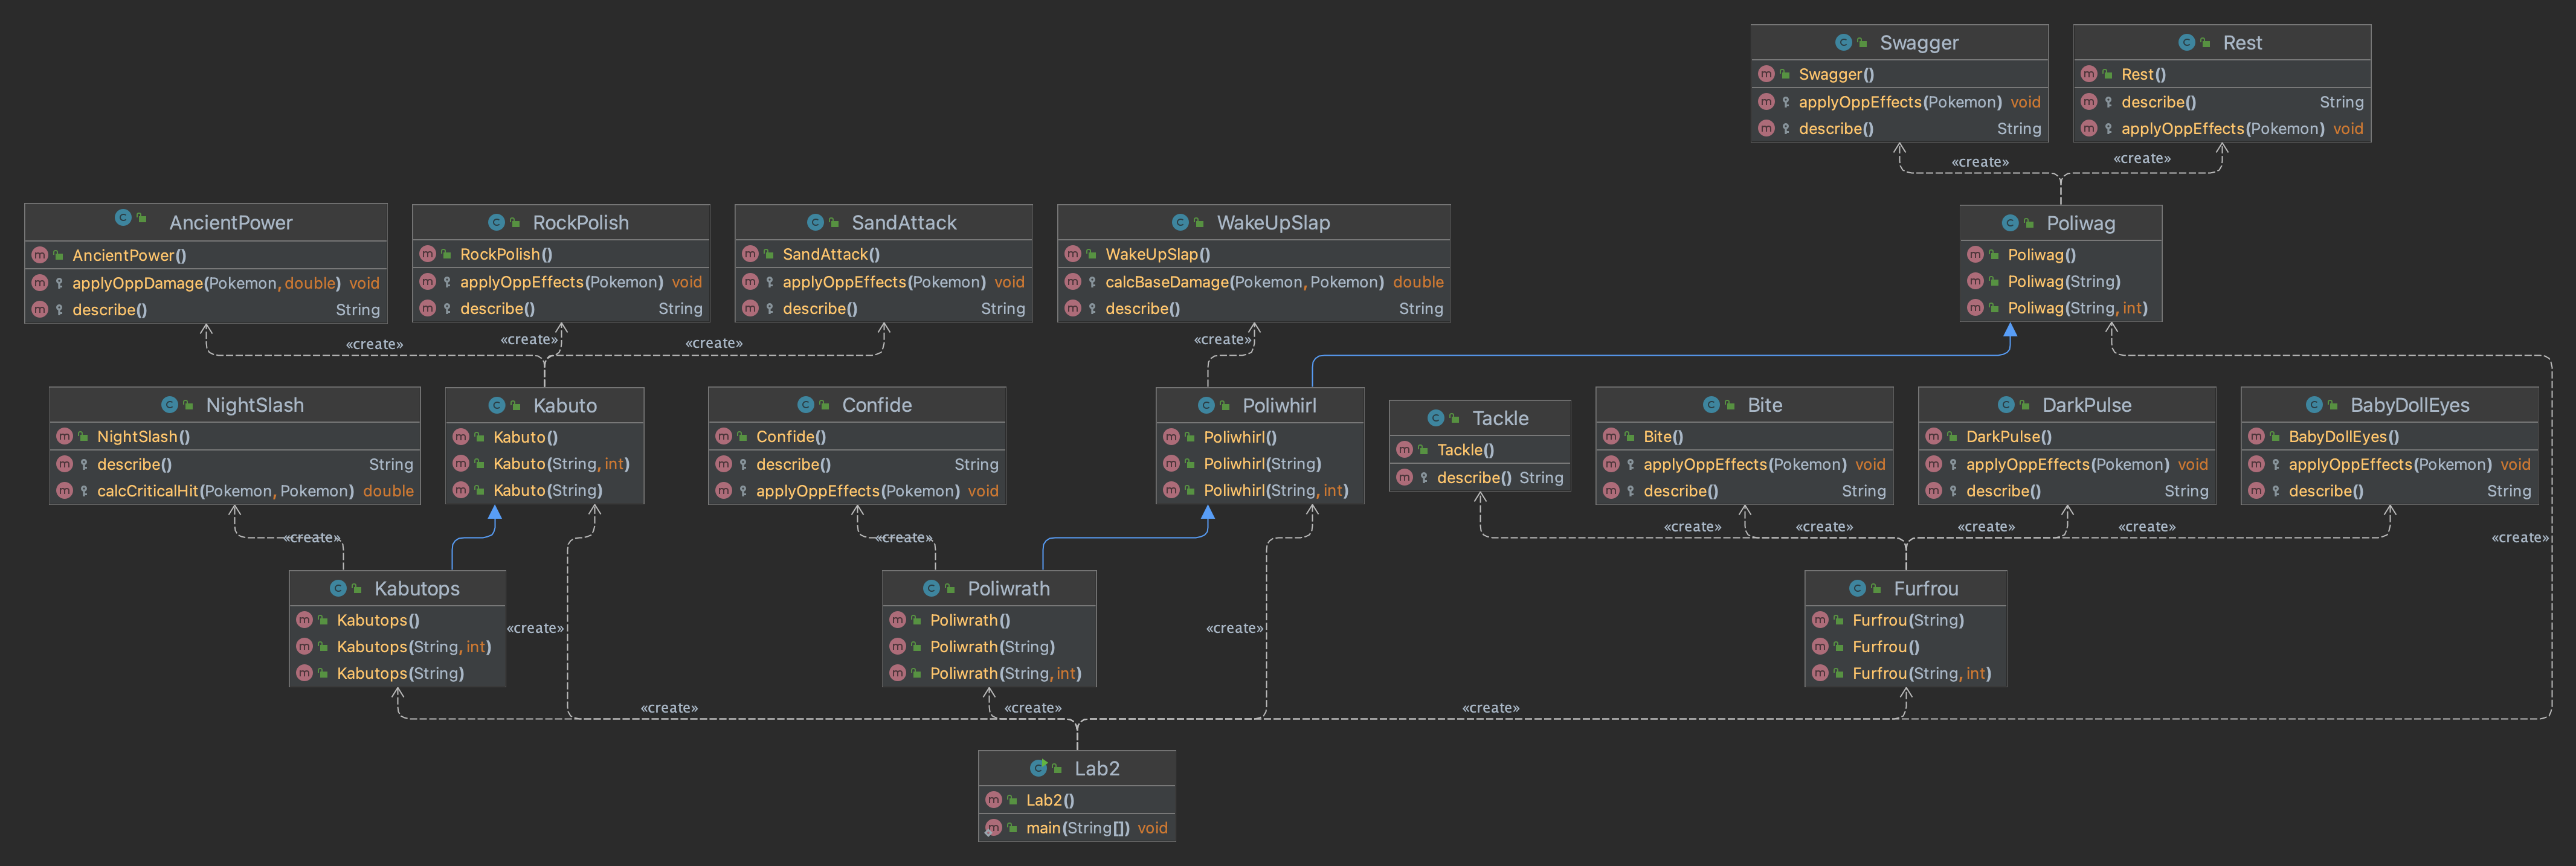 Swagger
Swagger()
applyOppEffects(Pokemon) void
describe() String
Rest
Rest()
describe() String
applyOppEffects(Pokemon) void
«create»
«create»
AncientPower
AncientPower()
applyOppDamage(Pokemon, double) void
describe() String
RockPolish
RockPolish()
applyOppEffects(Pokemon) void
describe() String
SandAttack
SandAttack()
applyOppEffects(Pokemon) void
describe() String
WakeUpSlap
WakeUpSlap()
calcBaseDamage(Pokemon, Pokemon) double
describe() String
Poliwag
Poliwag()
Poliwag(String)
Poliwag(String, int)
«create»
«create»
«create»
«create»
NightSlash
NightSlash()
describe() String
calcCriticalHit(Pokemon, Pokemon) double
Kabuto
Kabuto()
Kabuto(String, int)
Kabuto(String)
Confide
Confide()
describe() String
applyOppEffects(Pokemon) void
Poliwhirl
Poliwhirl()
Poliwhirl(String)
Poliwhirl(String, int)
Tackle
Tackle()
describe() String
Bite
Bite()
applyOppEffects(Pokemon) void
describe() String
DarkPulse
DarkPulse()
applyOppEffects(Pokemon) void
describe() String
BabyDollEyes
BabyDollEyes()
applyOppEffects(Pokemon) void
describe() String
«create»
«create»
«create»
«create»
«create»
«create»
«create»
Kabutops
Kabutops()
Kabutops(String, int)
Kabutops(String)
«create»
Poliwrath
Poliwrath()
Poliwrath(String)
Poliwrath(String, int)
«create»
Furfrou
Furfrou(String)
Furfrou()
Furfrou(String, int)
«create»
«create»
«create»
Lab2
Lab2()
main(String[]) void